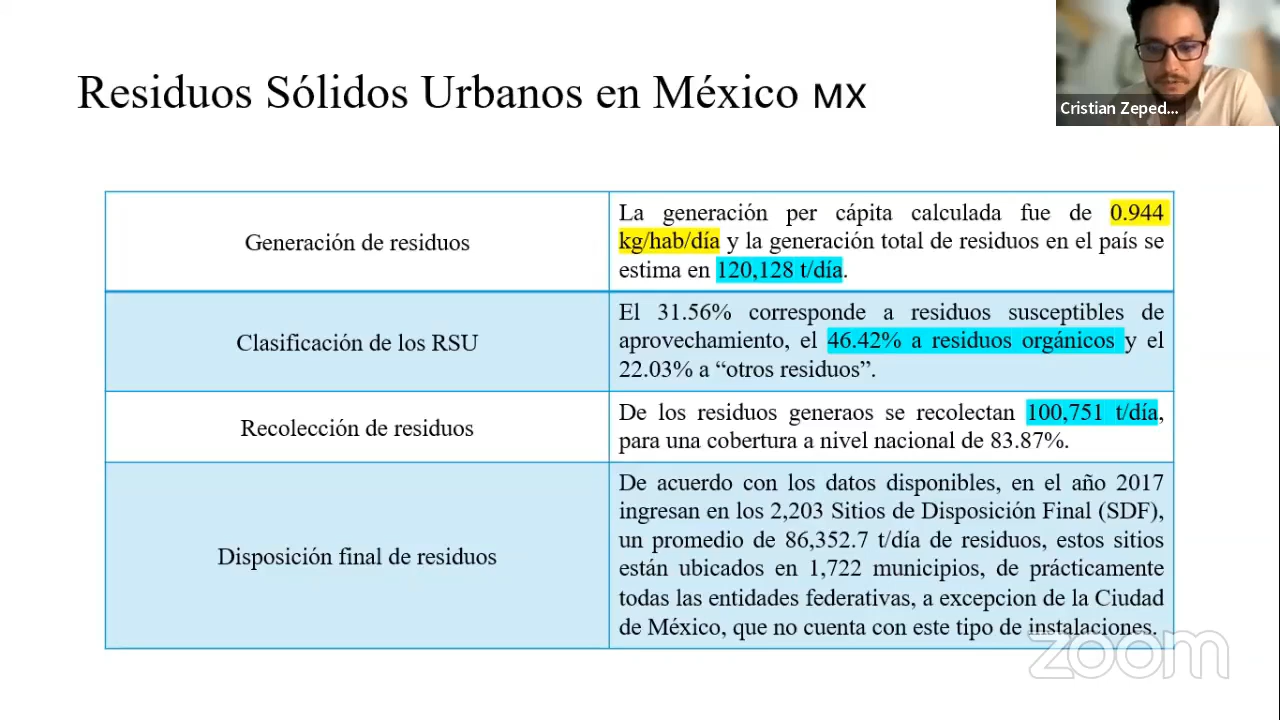 Residuos Sólidos Urbanos en México MX
Cristian Zeped...
Generación de residuos
La generación per cápita calculada fue de 0.944
kg/hab/día y la generación total de residuos en el país se
estima en 120,128 t/día.
Clasificación de los RSU
El 31.56% corresponde a residuos susceptibles de
aprovechamiento, el 46.42% a residuos orgánicos y el
22.03% a “otros residuos”.
Recolección de residuos
De los residuos generaos se recolectan 100,751 t/día,
para una cobertura a nivel nacional de 83.87%.
Disposición final de residuos
De acuerdo con los datos disponibles, en el año 2017
ingresan en los 2,203 Sitios de Disposición Final (SDF),
un promedio de 86,352.7 t/día de residuos, estos sitios
están ubicados en 1,722 municipios, de prácticamente
todas las entidades federativas, a excepcion de la Ciudad
de México, que no cuenta con este tipo de instalaciones.
zoom